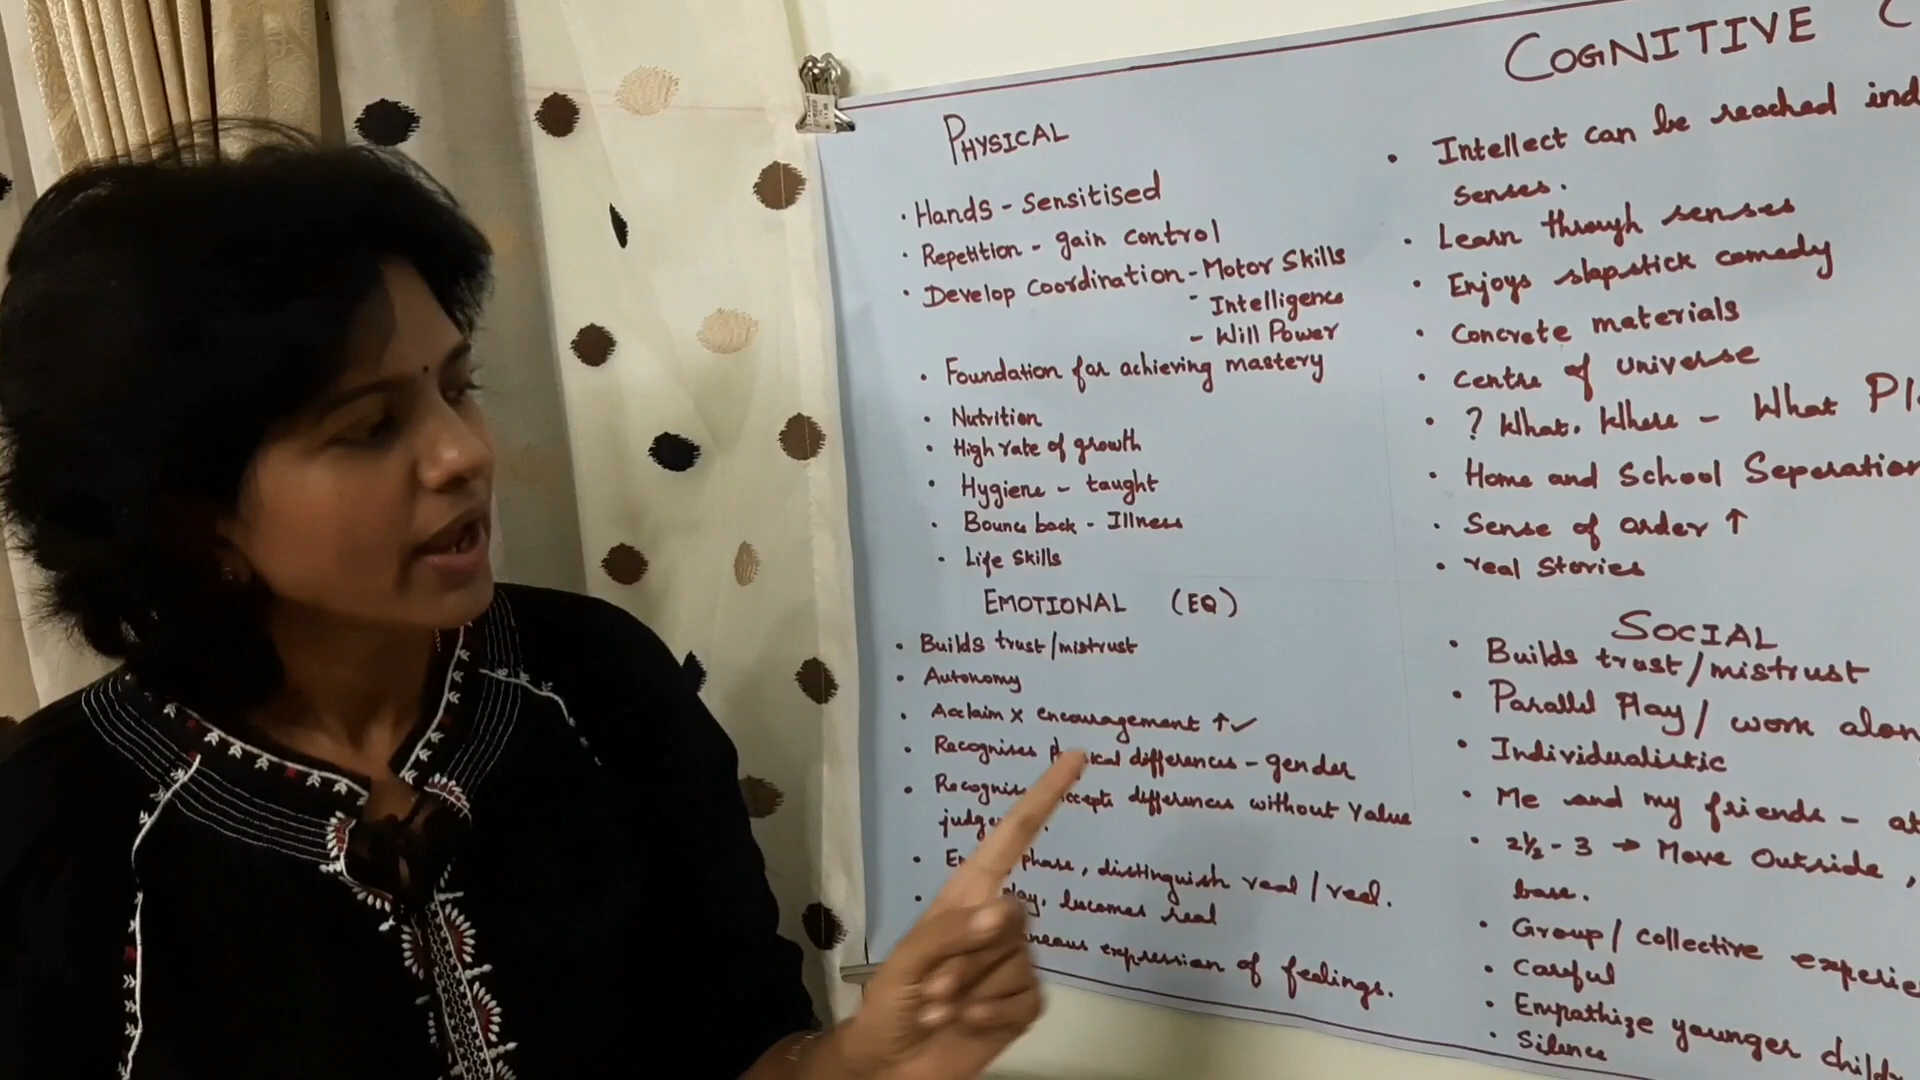 PHYSICAL
• Hands - Sensitised
• Repetition - gain control
• Develop Coordination - Motor Skills
- Intelligence
- Will Power
• Foundation for achieving mastery
• Nutrition
• High rate of growth
• Hygiene - taught
• Bounce back - Illness
• Life Skills
EMOTIONAL (EQ)
• Builds trust/mistrust
• Autonomy
• Acclaim X encouragement ↑✓
• Recognises physical differences - gender
• accepts differences without Value
phase, distinguish real / real.
• play, becomes real
expression of feelings.
COGNITIVE
• Intellect can be reached
senses.
• Learn through senses
• Enjoys slapstick comedy
• Concrete materials
• Centre of Universe
• ? What. Where - What
• Home and School Seperation
• Sense of order ↑
• real Stories
SOCIAL
• Builds trust/mistrust
• Parallel Play/ work
• Individualistic
• Me and my friends -
• 2½ - 3 → Move Outside,
base.
• Group/ collective
• Careful
• Empathize younger
• Silence